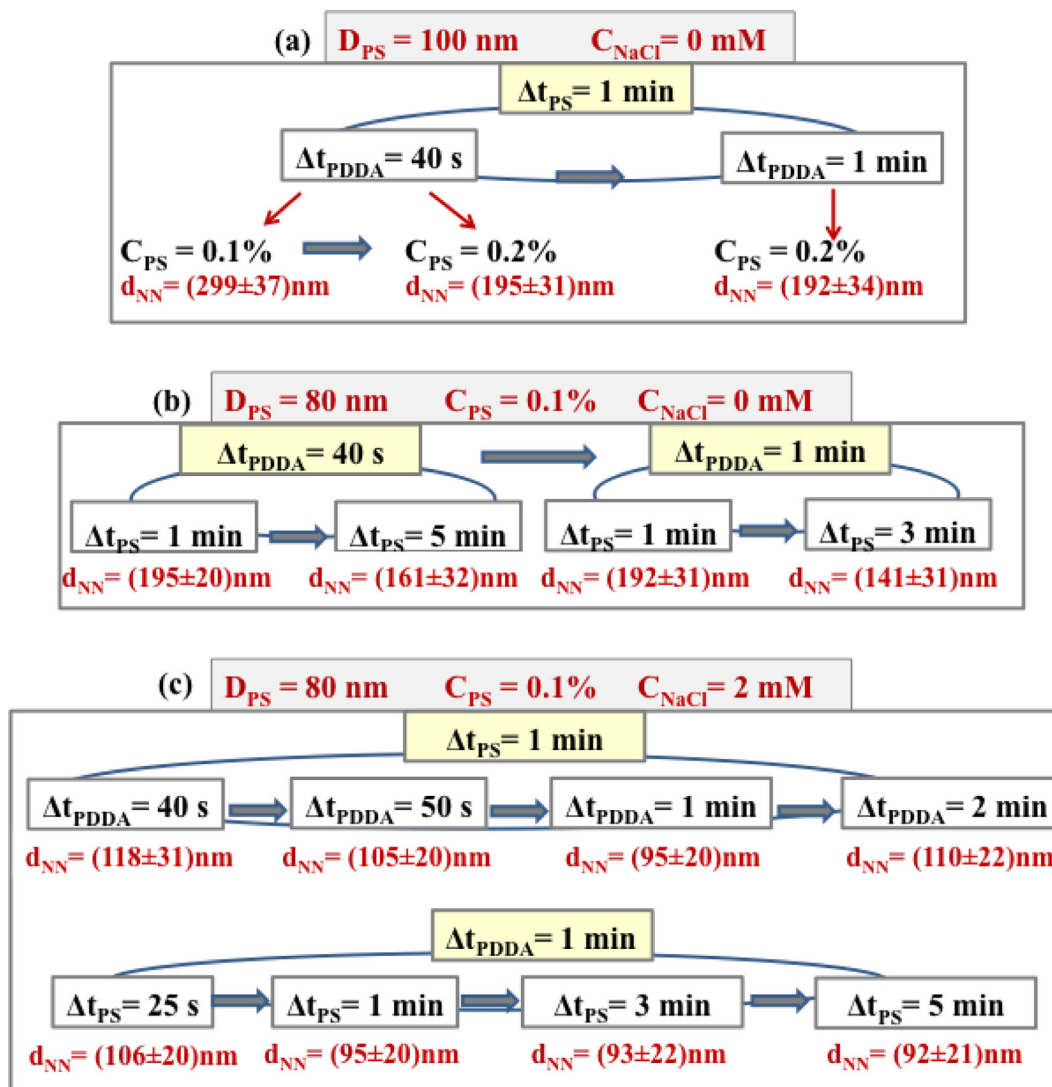 (a) D_PS = 100 nm C_NaCl = 0 mM
Δt_PS = 1 min
Δt_PDDA = 40 s Δt_PDDA = 1 min
C_PS = 0.1% C_PS = 0.2% C_PS = 0.2%
d_NN = (299±37)nm d_NN = (195±31)nm d_NN = (192±34)nm
(b) D_PS = 80 nm C_PS = 0.1% C_NaCl = 0 mM
Δt_PDDA = 40 s Δt_PDDA = 1 min
Δt_PS = 1 min Δt_PS = 5 min Δt_PS = 1 min Δt_PS = 3 min
d_NN = (195±20)nm d_NN = (161±32)nm d_NN = (192±31)nm d_NN = (141±31)nm
(c) D_PS = 80 nm C_PS = 0.1% C_NaCl = 2 mM
Δt_PS = 1 min
Δt_PDDA = 40 s Δt_PDDA = 50 s Δt_PDDA = 1 min Δt_PDDA = 2 min
d_NN = (118±31)nm d_NN = (105±20)nm d_NN = (95±20)nm d_NN = (110±22)nm
Δt_PDDA = 1 min
Δt_PS = 25 s Δt_PS = 1 min Δt_PS = 3 min Δt_PS = 5 min
d_NN = (106±20)nm d_NN = (95±20)nm d_NN = (93±22)nm d_NN = (92±21)nm